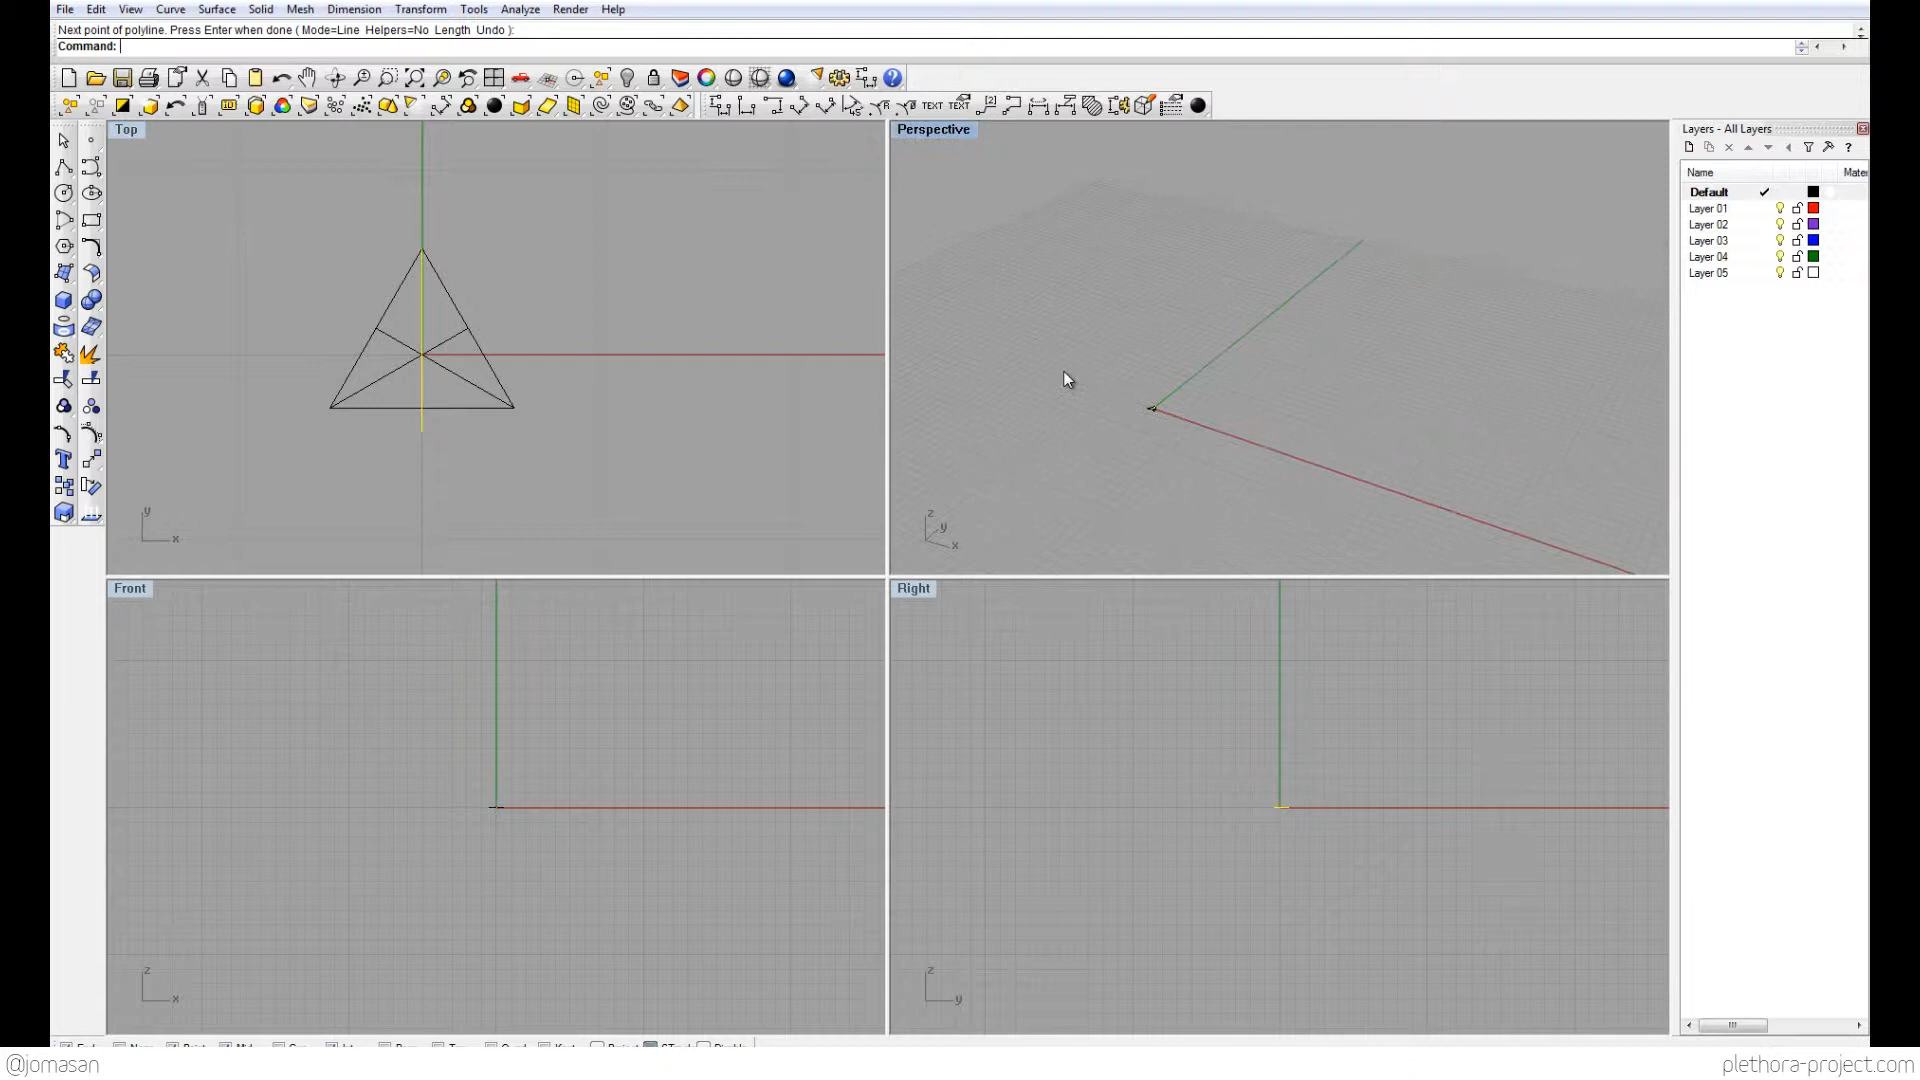 File Edit View Curve Surface Solid Mesh Dimension Transform Tools Analyze Render Help
Next point of polyline. Press Enter when done ( Mode=Line Helpers=No Length Undo ):
Command:
Top
Perspective
Layers - All Layers
Name Mater
Default
Layer 01
Layer 02
Layer 03
Layer 04
Layer 05
TEXT TEXT
y
x
z
y
x
Front
Right
z
x
z
y
@jomasan
plethora-project.com